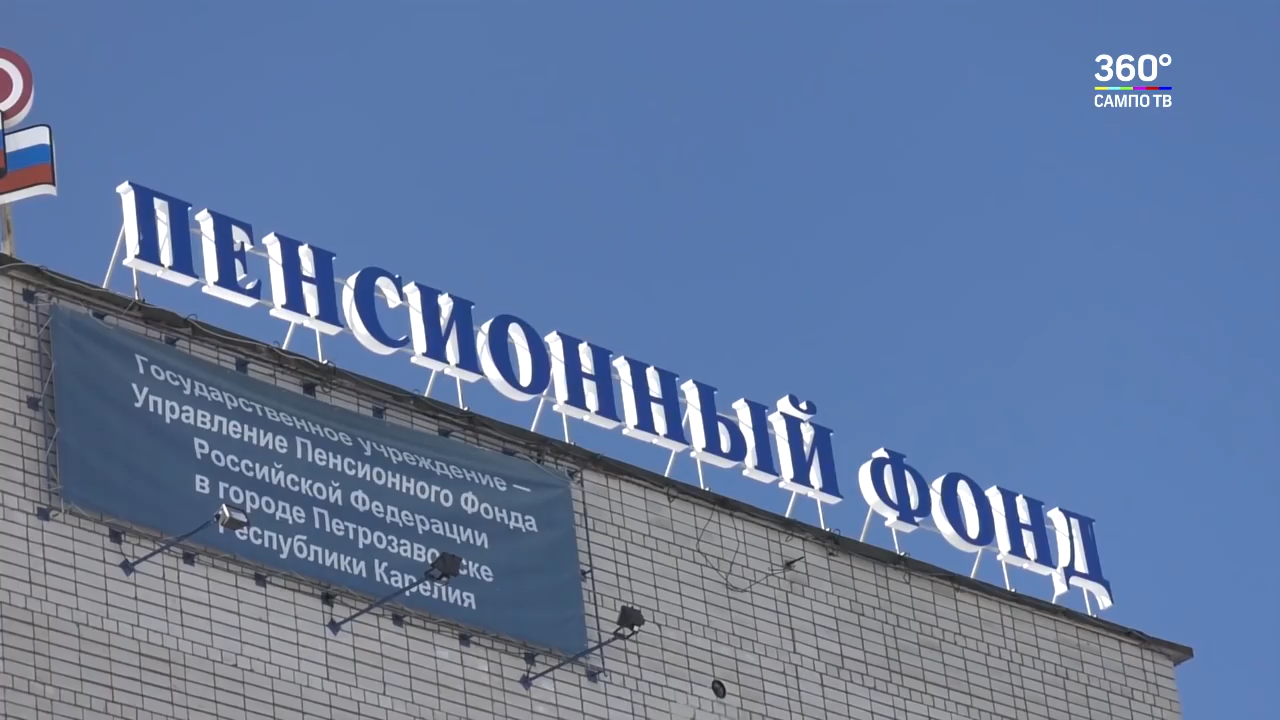 360°
САМПО ТВ
ПЕНСИОННЫЙ ФОНД
Государственное учреждение —
Управление Пенсионного Фонда
Российской Федерации
в городе Петрозаводске
Республики Карелия